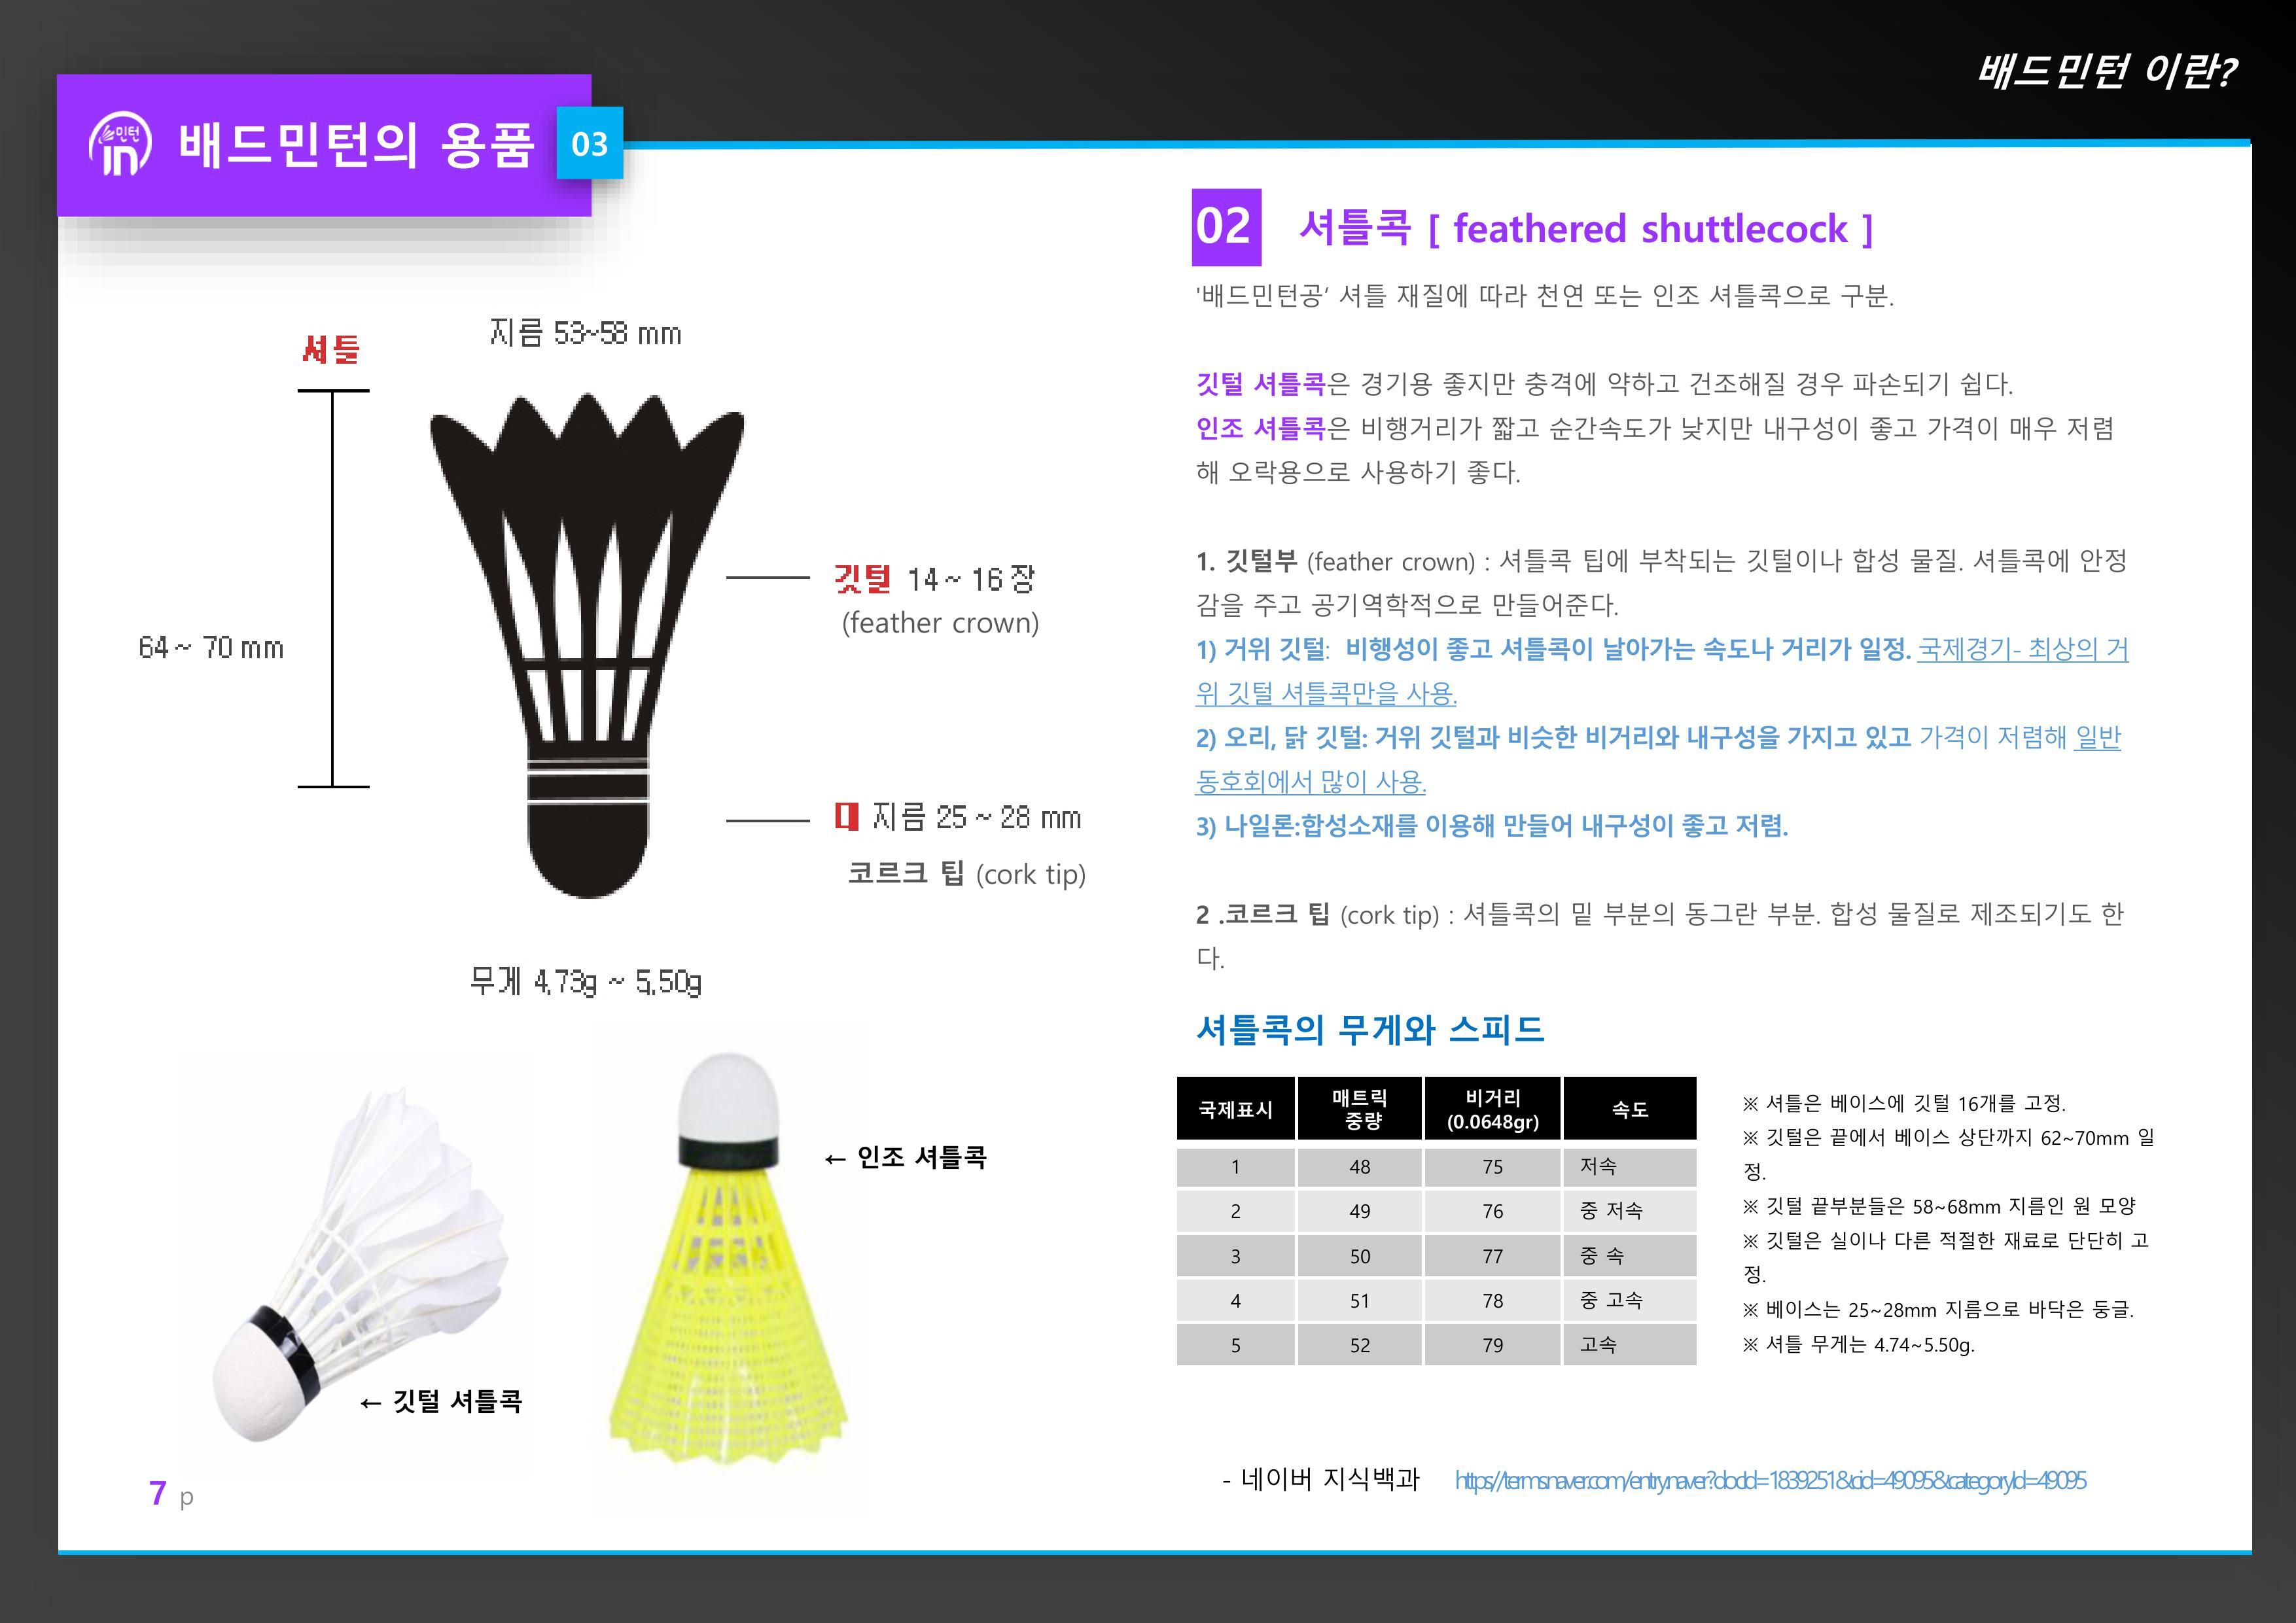 배드민턴 이란?
민턴
in
배드민턴의 용품
03
셔틀
지름 53~58 mm
64 ~ 70 mm
깃털 14 ~ 16 장
(feather crown)
지름 25 ~ 28 mm
코르크 팁 (cork tip)
무게 4.73g ~ 5.50g
← 인조 셔틀콕
← 깃털 셔틀콕
7 p
02 셔틀콕 [ feathered shuttlecock ]
'배드민턴공‘ 셔틀 재질에 따라 천연 또는 인조 셔틀콕으로 구분.
깃털 셔틀콕은 경기용 좋지만 충격에 약하고 건조해질 경우 파손되기 쉽다.
인조 셔틀콕은 비행거리가 짧고 순간속도가 낮지만 내구성이 좋고 가격이 매우 저렴
해 오락용으로 사용하기 좋다.
1. 깃털부 (feather crown) : 셔틀콕 팁에 부착되는 깃털이나 합성 물질. 셔틀콕에 안정
감을 주고 공기역학적으로 만들어준다.
1) 거위 깃털: 비행성이 좋고 셔틀콕이 날아가는 속도나 거리가 일정. 국제경기- 최상의 거
위 깃털 셔틀콕만을 사용.
2) 오리, 닭 깃털: 거위 깃털과 비슷한 비거리와 내구성을 가지고 있고 가격이 저렴해 일반
동호회에서 많이 사용.
3) 나일론:합성소재를 이용해 만들어 내구성이 좋고 저렴.
2 .코르크 팁 (cork tip) : 셔틀콕의 밑 부분의 동그란 부분. 합성 물질로 제조되기도 한
다.
셔틀콕의 무게와 스피드
국제표시 매트릭 중량 비거리 (0.0648gr) 속도
1 48 75 저속
2 49 76 중 저속
3 50 77 중 속
4 51 78 중 고속
5 52 79 고속
※ 셔틀은 베이스에 깃털 16개를 고정.
※ 깃털은 끝에서 베이스 상단까지 62~70mm 일
정.
※ 깃털 끝부분들은 58~68mm 지름인 원 모양
※ 깃털은 실이나 다른 적절한 재료로 단단히 고
정.
※ 베이스는 25~28mm 지름으로 바닥은 둥글.
※ 셔틀 무게는 4.74~5.50g.
- 네이버 지식백과 https://terms.naver.com/entry.naver?docId=1839251&cid=49095&categoryId=49095